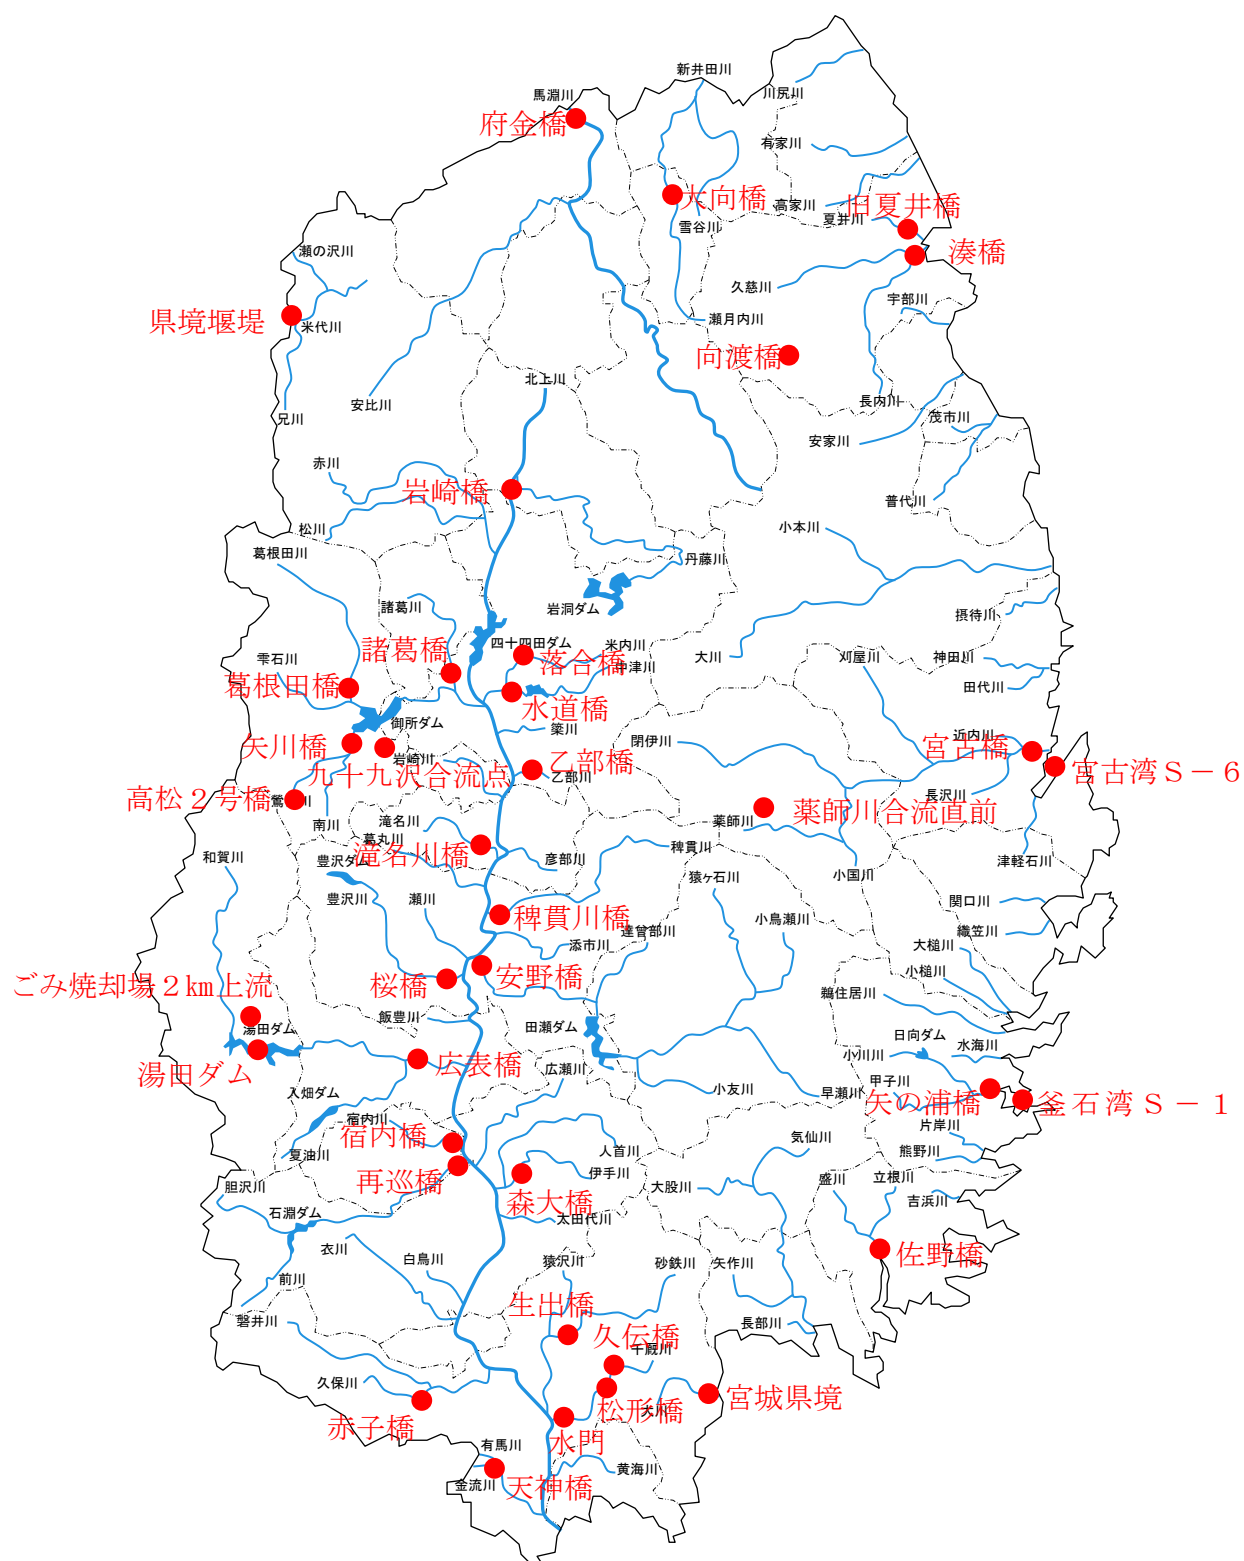 新井田川
馬淵川
川尻川
府金橋
有家川
大向橋
高家川
旧夏井橋
夏井川
雪谷川
瀬の沢川
湊橋
久慈川
宇部川
県境堰堤
米代川
瀬月内川
向渡橋
北上川
安比川
長内川
兄川
茂市川
安家川
赤川
岩崎橋
普代川
松川
小本川
葛根田川
丹藤川
諸葛川
岩洞ダム
摂待川
四十四田ダム
米内川
諸葛橋
落合橋
雫石川
大川
刈屋川
神田川
中津川
葛根田橋
田代川
水道橋
御所ダム
簗川
矢川橋
閉伊川
近内川
宮古橋
岩崎川
乙部橋
宮古湾Ｓ－６
九十九沢合流点
乙部川
高松２号橋
鶯川
長沢川
薬師川合流直前
南川
滝名川
薬師川
葛丸川
滝名川橋
稗貫川
和賀川
豊沢ダム
彦部川
津軽石川
小国川
猿ヶ石川
豊沢川
瀬川
関口川
稗貫川橋
小烏瀬川
達曽部川
織笠川
添市川
大槌川
安野橋
小槌川
ごみ焼却場２㎞上流
桜橋
鵜住居川
飯豊川
湯田ダム
田瀬ダム
日向ダム
水海川
小川川
広表橋
湯田ダム
広瀬川
甲子川
入畑ダム
小友川
早瀬川
矢の浦橋
釜石湾Ｓ－１
宿内川
片岸川
宿内橋
気仙川
夏油川
人首川
熊野川
再巡橋
伊手川
胆沢川
大股川
盛川
立根川
森大橋
吉浜川
石淵ダム
太田代川
衣川
佐野橋
白鳥川
猿沢川
砂鉄川
矢作川
前川
生出橋
磐井川
長部川
久伝橋
千厩川
久保川
宮城県境
松形橋
大川
赤子橋
水門
有馬川
黄海川
金流川
天神橋